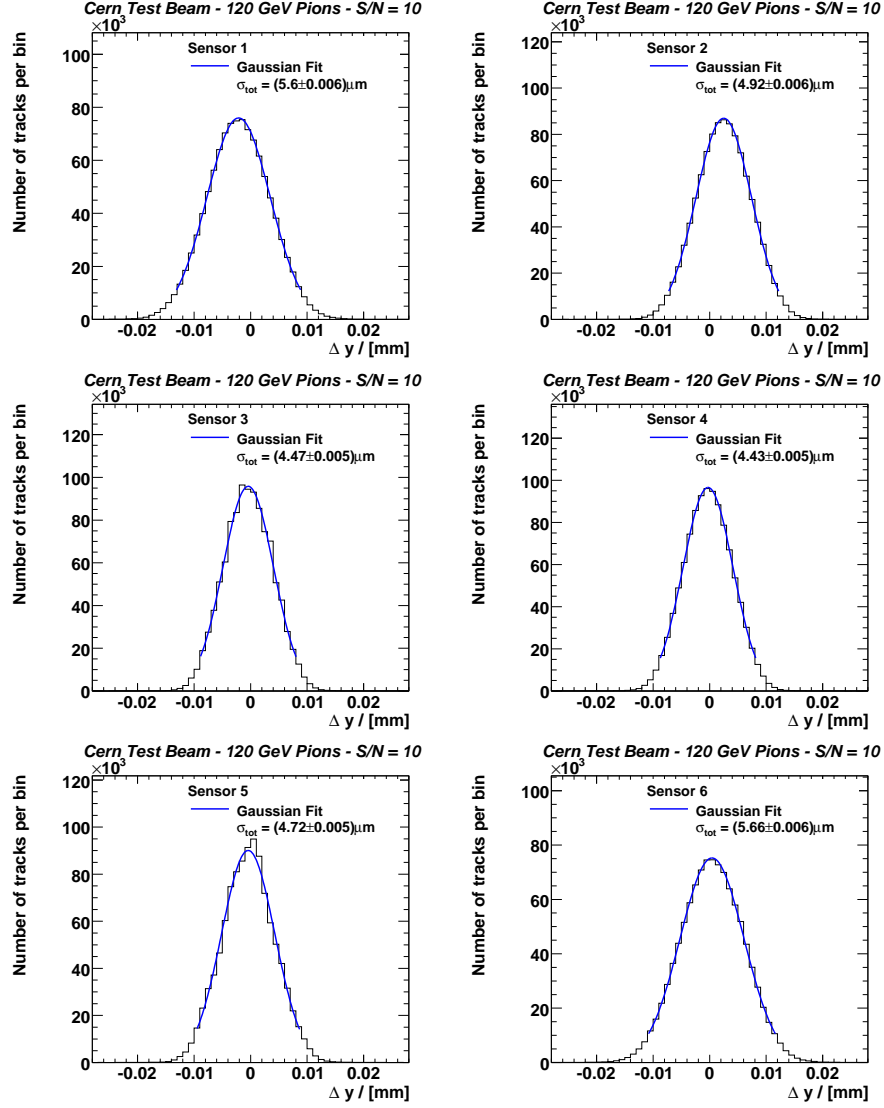 Cern Test Beam - 120 GeV Pions - S/N = 10
×10³
Number of tracks per bin
Sensor 1
Gaussian Fit
σtot = (5.6±0.006)μm
100
80
60
40
20
0
-0.02 -0.01 0 0.01 0.02
Δ y / [mm]
Cern Test Beam - 120 GeV Pions - S/N = 10
×10³
Number of tracks per bin
Sensor 2
Gaussian Fit
σtot = (4.92±0.006)μm
120
100
80
60
40
20
0
-0.02 -0.01 0 0.01 0.02
Δ y / [mm]
Cern Test Beam - 120 GeV Pions - S/N = 10
×10³
Number of tracks per bin
Sensor 3
Gaussian Fit
σtot = (4.47±0.005)μm
120
100
80
60
40
20
0
-0.02 -0.01 0 0.01 0.02
Δ y / [mm]
Cern Test Beam - 120 GeV Pions - S/N = 10
×10³
Number of tracks per bin
Sensor 4
Gaussian Fit
σtot = (4.43±0.005)μm
120
100
80
60
40
20
0
-0.02 -0.01 0 0.01 0.02
Δ y / [mm]
Cern Test Beam - 120 GeV Pions - S/N = 10
×10³
Number of tracks per bin
Sensor 5
Gaussian Fit
σtot = (4.72±0.005)μm
120
100
80
60
40
20
0
-0.02 -0.01 0 0.01 0.02
Δ y / [mm]
Cern Test Beam - 120 GeV Pions - S/N = 10
×10³
Number of tracks per bin
Sensor 6
Gaussian Fit
σtot = (5.66±0.006)μm
100
80
60
40
20
0
-0.02 -0.01 0 0.01 0.02
Δ y / [mm]